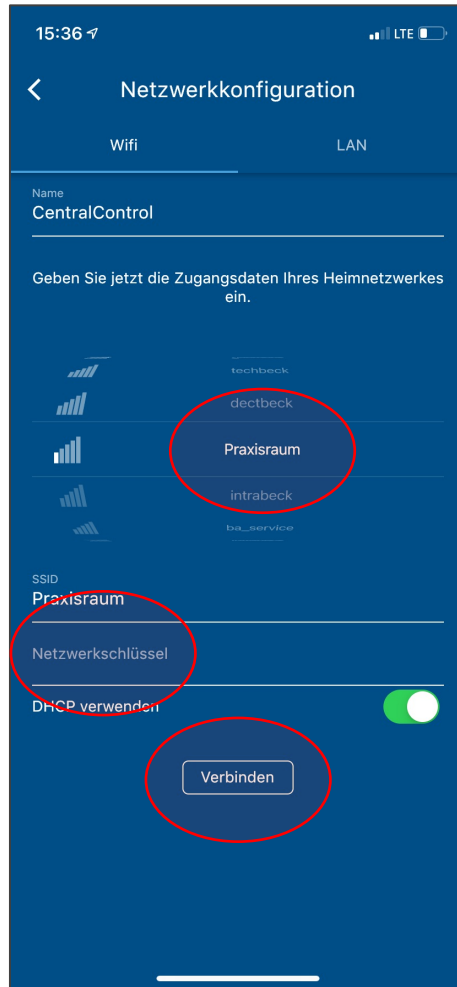 15:36
LTE
Netzwerkkonfiguration
Wifi LAN
Name
CentralControl
Geben Sie jetzt die Zugangsdaten Ihres Heimnetzwerkes
ein.
techbeck
dectbeck
Praxisraum
intrabeck
ba_service
SSID
Praxisraum
Netzwerkschlüssel
DHCP verwenden
Verbinden